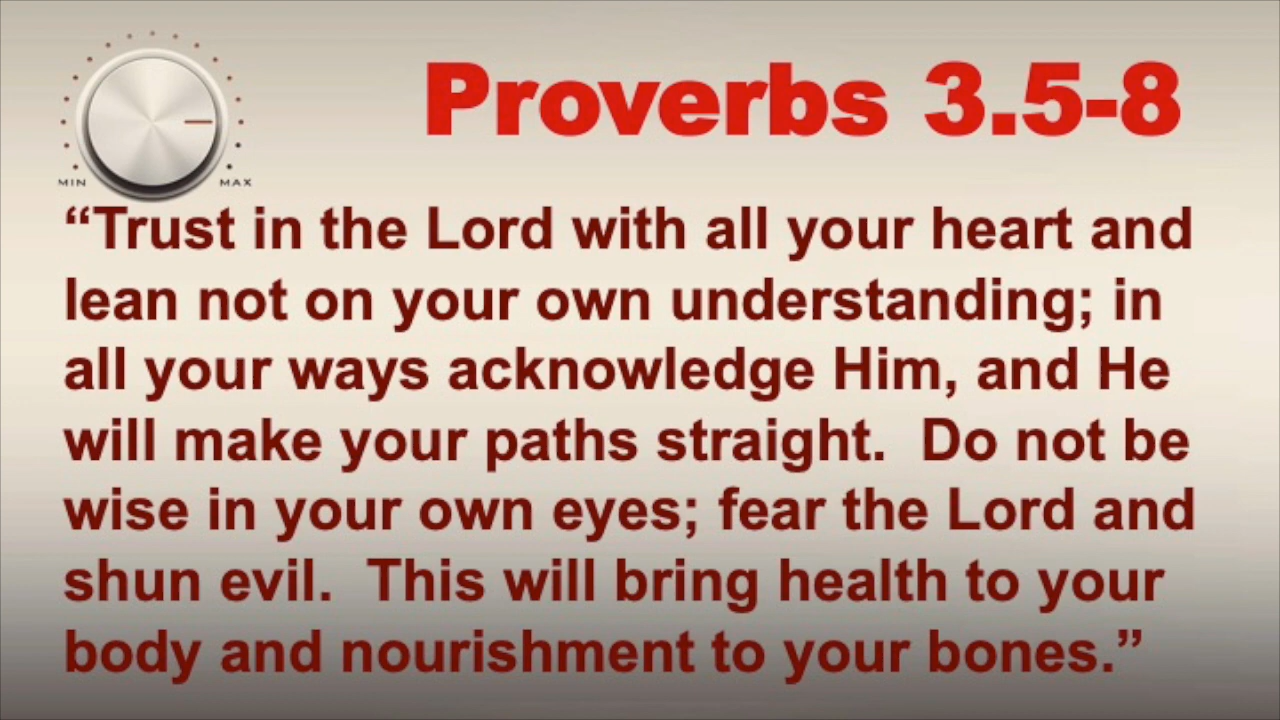 Proverbs 3.5-8
MIN MAX
“Trust in the Lord with all your heart and
lean not on your own understanding; in
all your ways acknowledge Him, and He
will make your paths straight.  Do not be
wise in your own eyes; fear the Lord and
shun evil.  This will bring health to your
body and nourishment to your bones.”